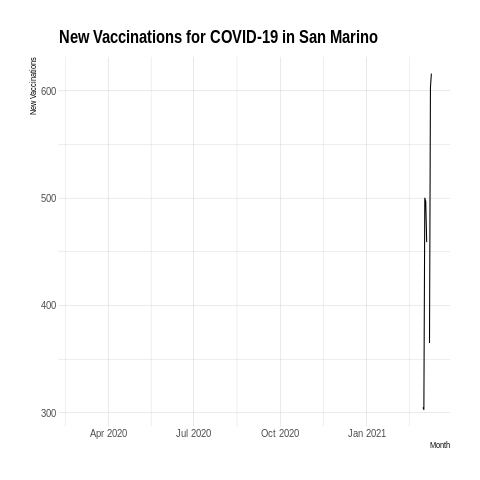 New Vaccinations for COVID-19 in San Marino
New Vaccinations
600
500
400
300
Apr 2020
Jul 2020
Oct 2020
Jan 2021
Month